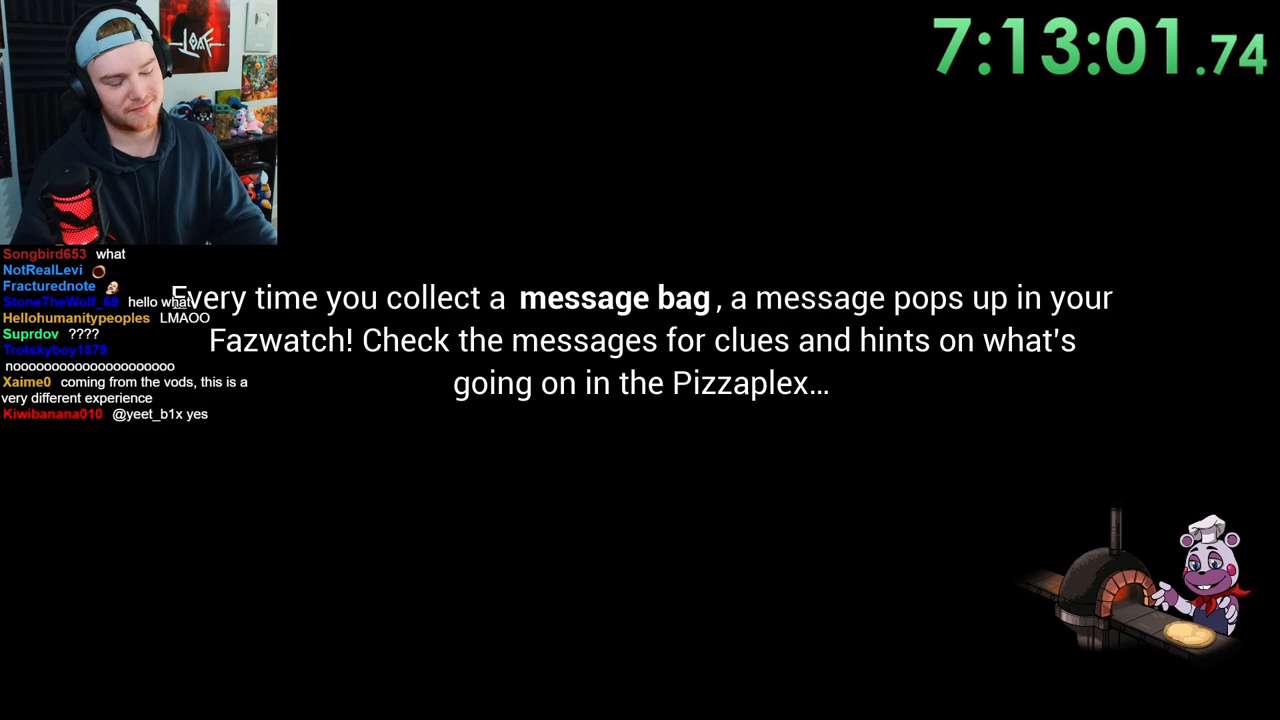 LOAF
7:13:01.74
Songbird653 what
NotRealLevi
Fracturednote
StoneTheWolf_69 hello what
Hellohumanitypeoples LMAOO
Suprdov ????
Trotskyboy1879
nooooooooooooooooooooo
Xaime0 coming from the vods, this is a
very different experience
Kiwibanana010 @yeet_b1x yes
Every time you collect a message bag, a message pops up in your
Fazwatch! Check the messages for clues and hints on what's
going on in the Pizzaplex...